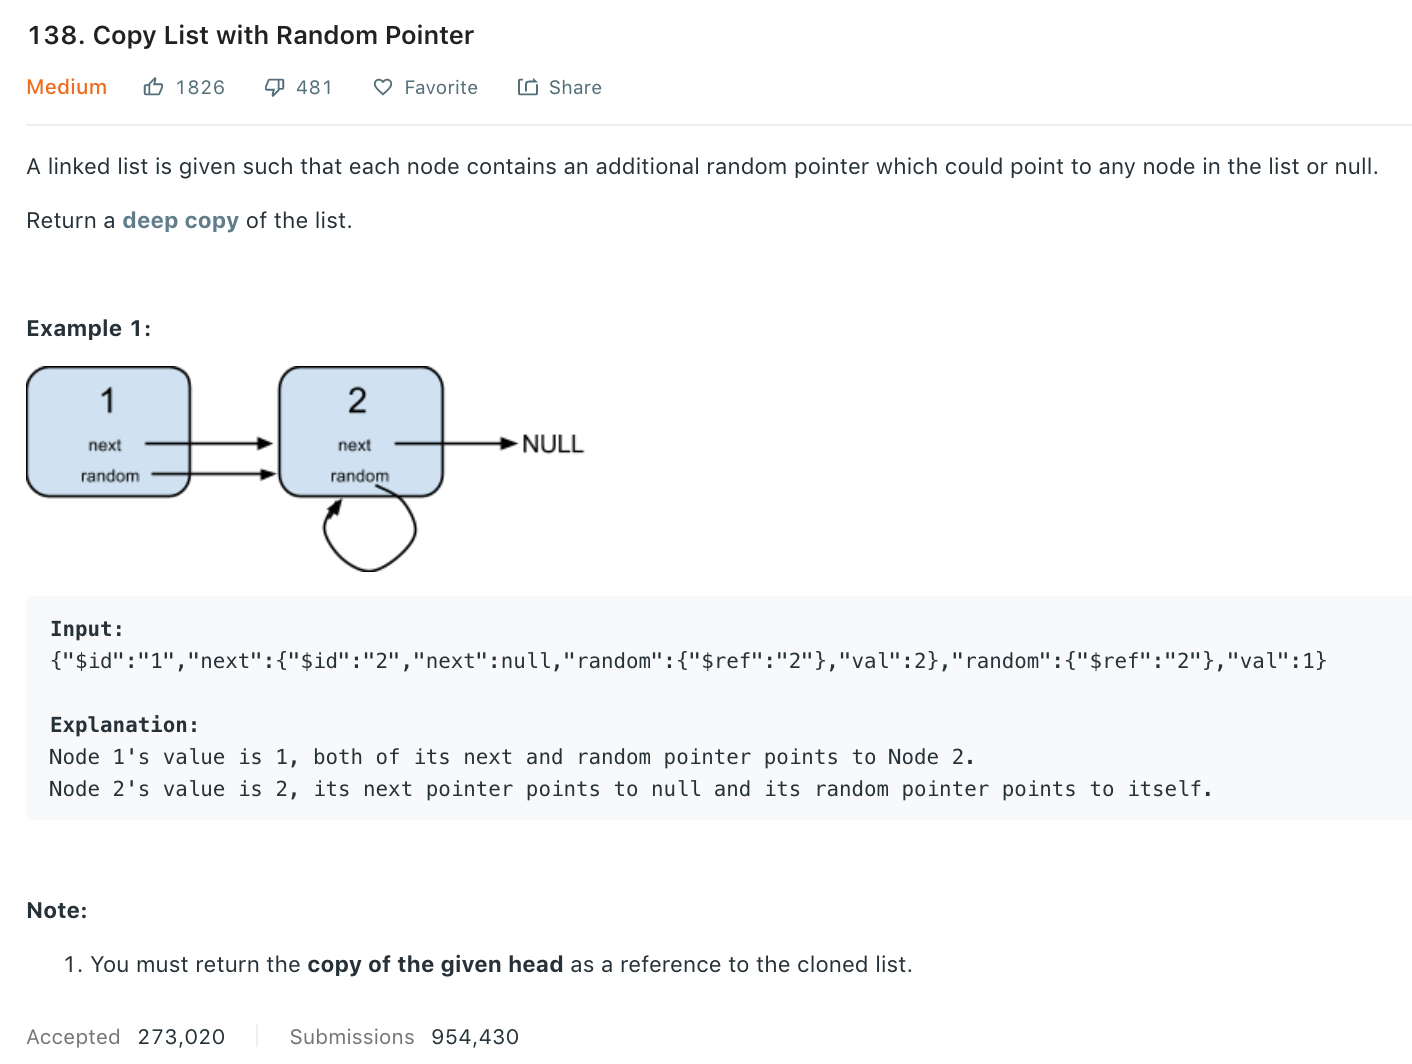 138. Copy List with Random Pointer
Medium 1826 481 Favorite Share
A linked list is given such that each node contains an additional random pointer which could point to any node in the list or null.
Return a deep copy of the list.
Example 1:
1 2
next next NULL
random random
Input:
{"$id":"1","next":{"$id":"2","next":null,"random":{"$ref":"2"},"val":2},"random":{"$ref":"2"},"val":1}
Explanation:
Node 1's value is 1, both of its next and random pointer points to Node 2.
Node 2's value is 2, its next pointer points to null and its random pointer points to itself.
Note:
1. You must return the copy of the given head as a reference to the cloned list.
Accepted 273,020 Submissions 954,430